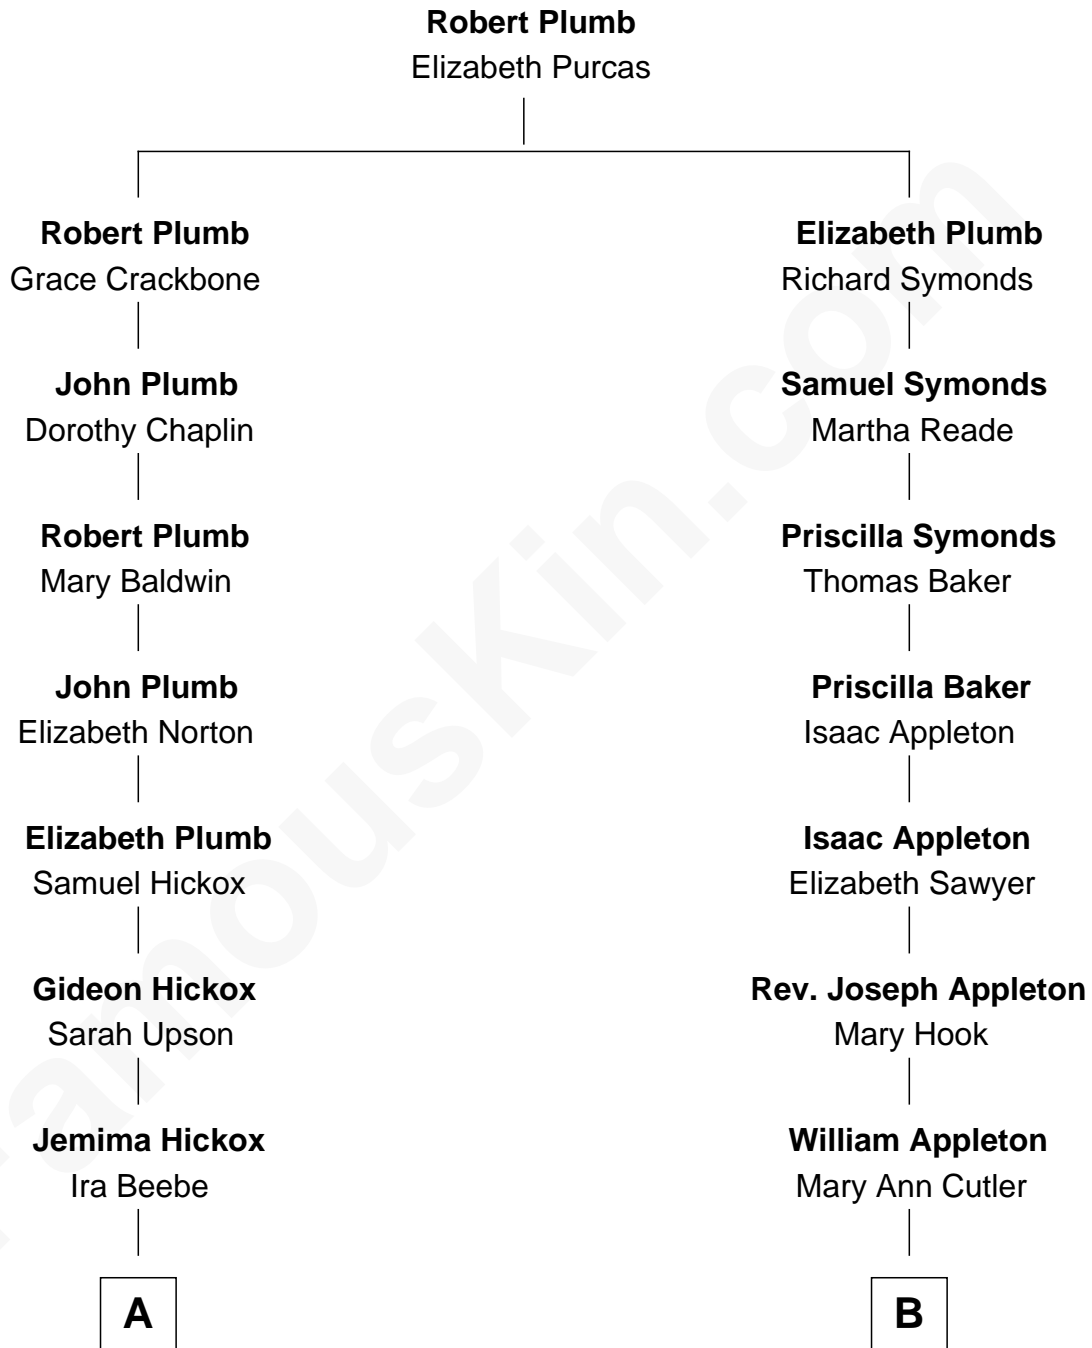 Robert Plumb
Elizabeth Purcas
Robert Plumb
Grace Crackbone
Elizabeth Plumb
Richard Symonds
John Plumb
Dorothy Chaplin
Samuel Symonds
Martha Reade
Robert Plumb
Mary Baldwin
Priscilla Symonds
Thomas Baker
John Plumb
Elizabeth Norton
Priscilla Baker
Isaac Appleton
Elizabeth Plumb
Samuel Hickox
Isaac Appleton
Elizabeth Sawyer
Gideon Hickox
Sarah Upson
Rev. Joseph Appleton
Mary Hook
Jemima Hickox
Ira Beebe
William Appleton
Mary Ann Cutler
A
B
FamousKin.com